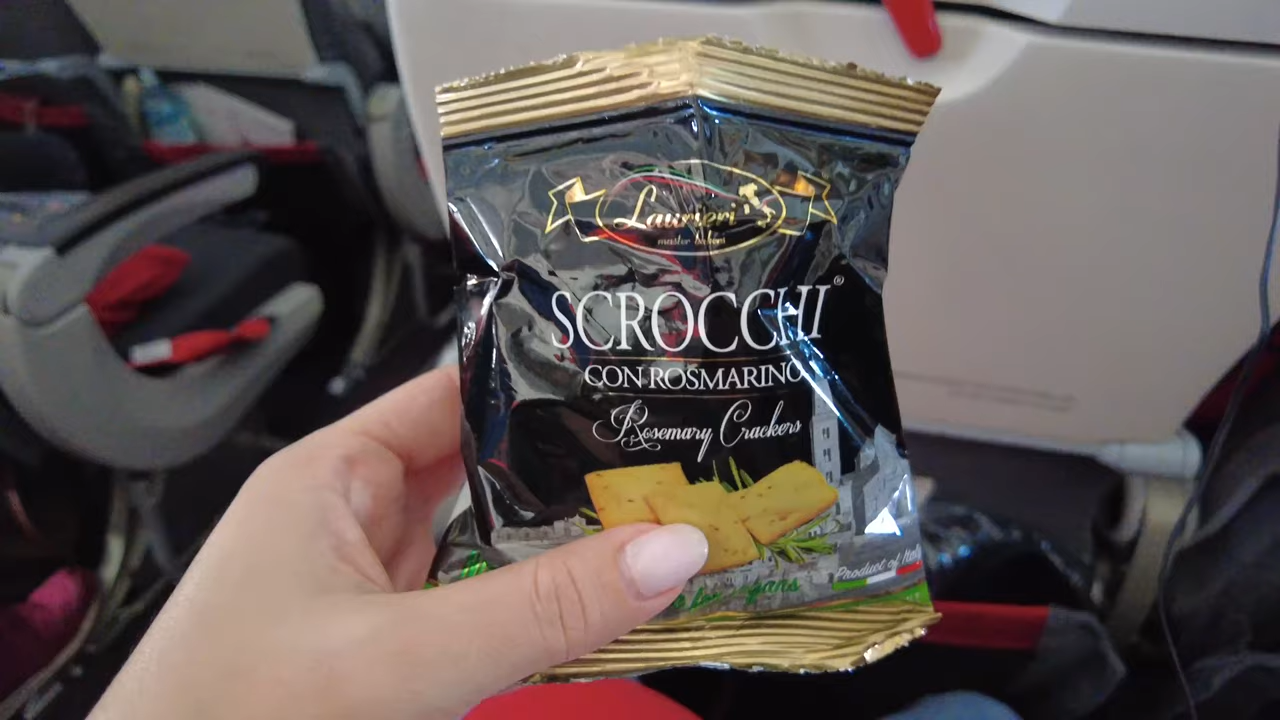 Laurieri's
master bakers
SCROCCHI®
CON ROSMARINO
Rosemary Crackers
Product of Italy